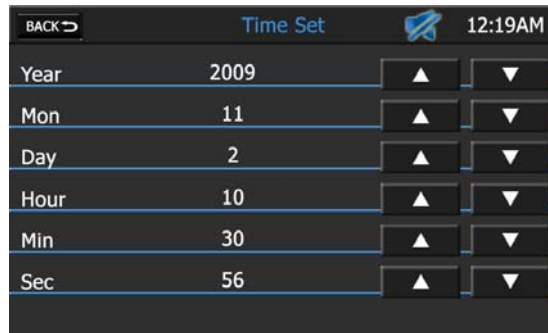 BACK Time Set 12:19AM
Year 2009
Mon 11
Day 2
Hour 10
Min 30
Sec 56